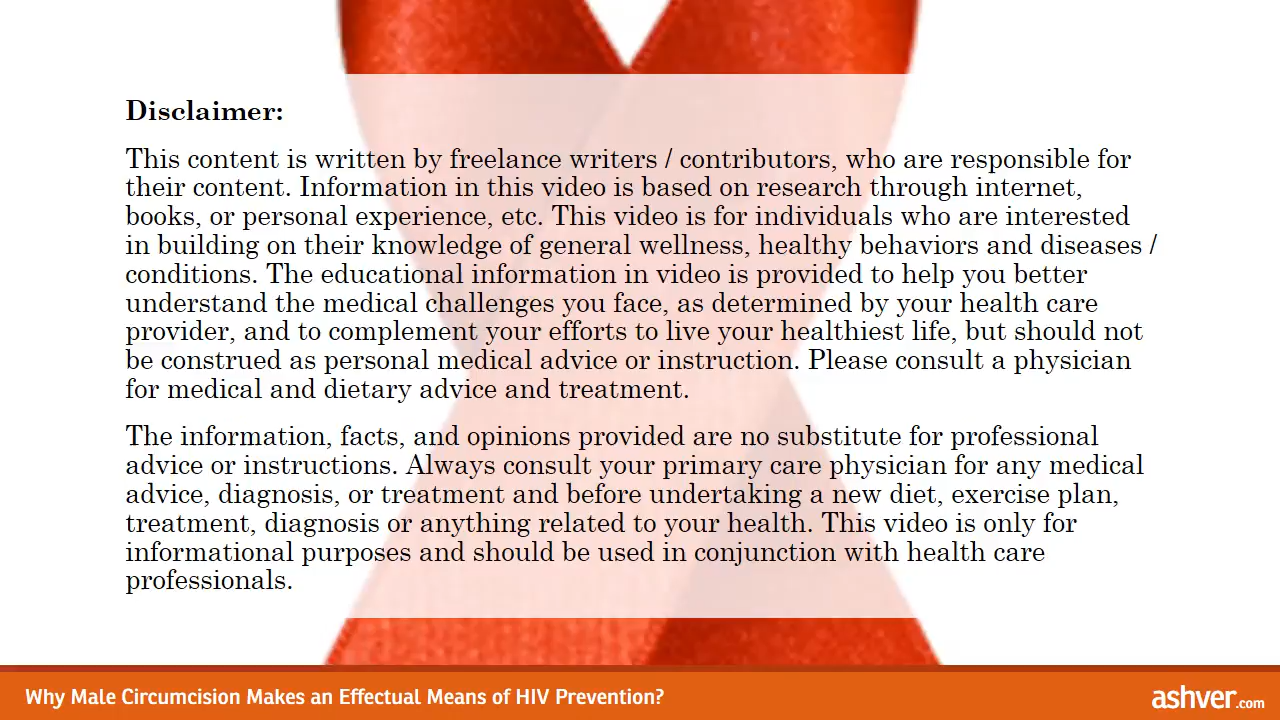 Disclaimer:
This content is written by freelance writers / contributors, who are responsible for
their content. Information in this video is based on research through internet,
books, or personal experience, etc. This video is for individuals who are interested
in building on their knowledge of general wellness, healthy behaviors and diseases /
conditions. The educational information in video is provided to help you better
understand the medical challenges you face, as determined by your health care
provider, and to complement your efforts to live your healthiest life, but should not
be construed as personal medical advice or instruction. Please consult a physician
for medical and dietary advice and treatment.
The information, facts, and opinions provided are no substitute for professional
advice or instructions. Always consult your primary care physician for any medical
advice, diagnosis, or treatment and before undertaking a new diet, exercise plan,
treatment, diagnosis or anything related to your health. This video is only for
informational purposes and should be used in conjunction with health care
professionals.
Why Male Circumcision Makes an Effectual Means of HIV Prevention?
ashver.com